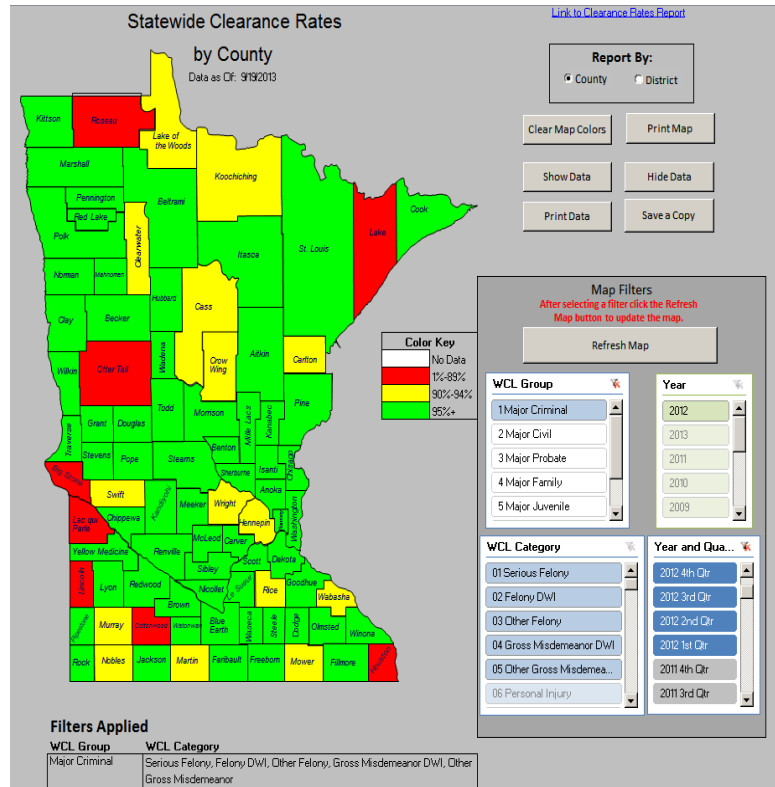 Statewide Clearance Rates
by County
Data as Of: 9/19/2013
Link to Clearance Rates Report
Report By:
County
District
Clear Map Colors
Print Map
Show Data
Hide Data
Print Data
Save a Copy
Kittson
Roseau
Lake of
the Woods
Koochiching
Marshall
Pennington
Red Lake
Beltrami
Polk
Clearwater
Itasca
St. Louis
Lake
Cook
Norman
Mahnomen
Hubbard
Cass
Clay
Becker
Wadena
Crow
Wing
Aitkin
Carlton
Wilkin
Otter Tail
Todd
Morrison
Mille Lacs
Kanabec
Pine
Traverse
Grant
Douglas
Stevens
Pope
Stearns
Benton
Sherburne
Isanti
Chisago
Big Stone
Swift
Kandiyohi
Meeker
Wright
Anoka
Hennepin
Washington
Lac qui
Parle
Chippewa
McLeod
Carver
Yellow Medicine
Renville
Sibley
Scott
Dakota
Lincoln
Lyon
Redwood
Nicollet
Le Sueur
Rice
Goodhue
Wabasha
Brown
Pipestone
Murray
Cottonwood
Watonwan
Blue
Earth
Waseca
Steele
Dodge
Olmsted
Winona
Rock
Nobles
Jackson
Martin
Faribault
Freeborn
Mower
Fillmore
Houston
Color Key
No Data
1%-89%
90%-94%
95%+
Map Filters
After selecting a filter click the Refresh
Map button to update the map.
Refresh Map
WCL Group
1 Major Criminal
2 Major Civil
3 Major Probate
4 Major Family
5 Major Juvenile
Year
2012
2013
2011
2010
2009
WCL Category
01 Serious Felony
02 Felony DWI
03 Other Felony
04 Gross Misdemeanor DWI
05 Other Gross Misdemea...
06 Personal Injury
Year and Qua...
2012 4th Qtr
2012 3rd Qtr
2012 2nd Qtr
2012 1st Qtr
2011 4th Qtr
2011 3rd Qtr
Filters Applied
WCL Group WCL Category
Major Criminal Serious Felony, Felony DWI, Other Felony, Gross Misdemeanor DWI, Other
Gross Misdemeanor